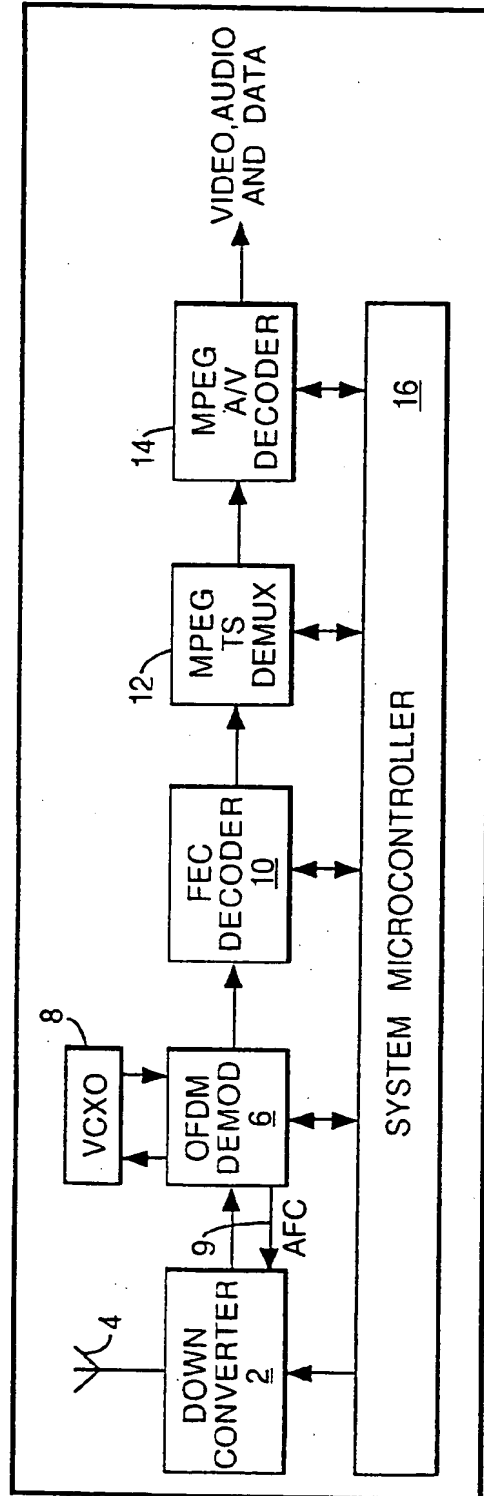 4
DOWN
CONVERTER
2
9
AFC
8
VCXO
OFDM
DEMOD
6
FEC
DECODER
10
12
MPEG
TS
DEMUX
14
MPEG
A/V
DECODER
VIDEO, AUDIO
AND DATA
SYSTEM MICROCONTROLLER
16